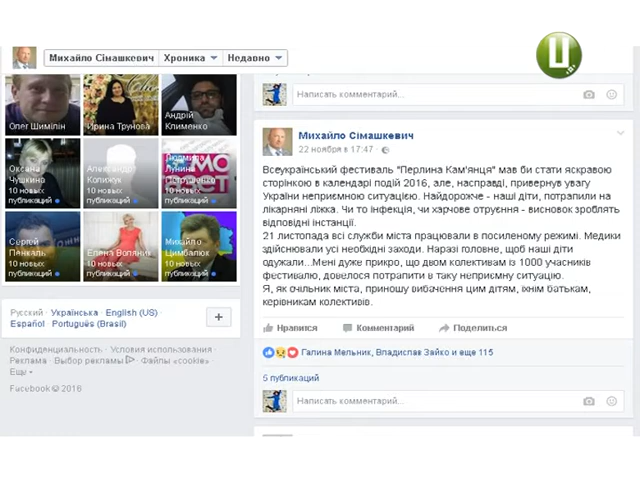 Михайло Сімашкевич
Хроника
Недавно
Ц
Олег Шимілін
Ирина Трунова
Андрій
Клименко
Оксана
Чушкина
10 новых
публикаций
Александр
Копижук
10 новых
публикаций
Людмила
Лунина
10 новых
публикаций
Сергей
10 новых
публикаций
Елена Воляник
10 новых
публикаций
Михайло
Цимбалюк
10 новых
публикаций
Русский · Українська · English (US) ·
Español · Português (Brasil)
Конфиденциальность · Условия использования ·
Реклама · Выбор рекламы · Файлы «cookie» ·
Ещё
Facebook © 2016
Написать комментарий...
Михайло Сімашкевич
22 ноября в 17:47 ·
Всеукраїнський фестиваль "Перлина Кам'янця" мав би стати яскравою
сторінкою в календарі подій 2016, але, насправді, привернув увагу
України неприємною ситуацією. Найдорожче - наші діти, потрапили на
лікарняні ліжка. Чи то інфекція, чи харчове отруєння - висновок зроблять
відповідні інстанції.
21 листопада всі служби міста працювали в посиленому режимі. Медики
здійснювали усі необхідні заходи. Наразі головне, щоб наші діти
одужали...Мені дуже прикро, що двом колективам із 1000 учасників
фестивалю, довелося потрапити в таку неприємну ситуацію.
Я, як очільник міста, приношу вибачення цим дітям, їхнім батькам,
керівникам колективів.
Нравится
Комментарий
Поделиться
Галина Мельник, Владислав Зайко и еще 115
5 публикаций
Написать комментарий...